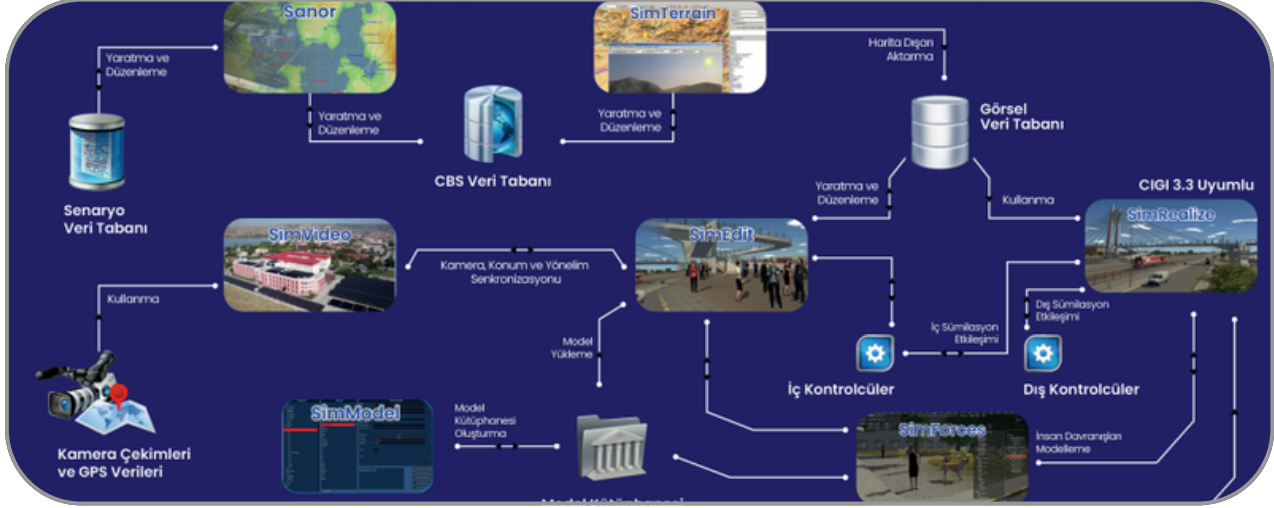 Sanor
SimTerrain
Yaratma ve
Düzenleme
Harita Dışarı
Aktarma
Yaratma ve
Düzenleme
Yaratma ve
Düzenleme
Görsel
Veri Tabanı
CBS Veri Tabanı
Senaryo
Veri Tabanı
Yaratma ve
Düzenleme
Kullanma
CIGI 3.3 Uyumlu
SimVideo
SimEdit
SimRealize
Kamera, Konum ve Yönelim
Senkronizasyonu
Kullanma
Dış Sümilasyon
Etkileşimi
İç Sümilasyon
Etkileşimi
Model
Yükleme
İç Kontrolcüler
Dış Kontrolcüler
SimModel
Model
Kütüphanesi
Oluşturma
SimForces
İnsan Davranışları
Modelleme
Kamera Çekimleri
ve GPS Verileri
Model Kütüphanesi